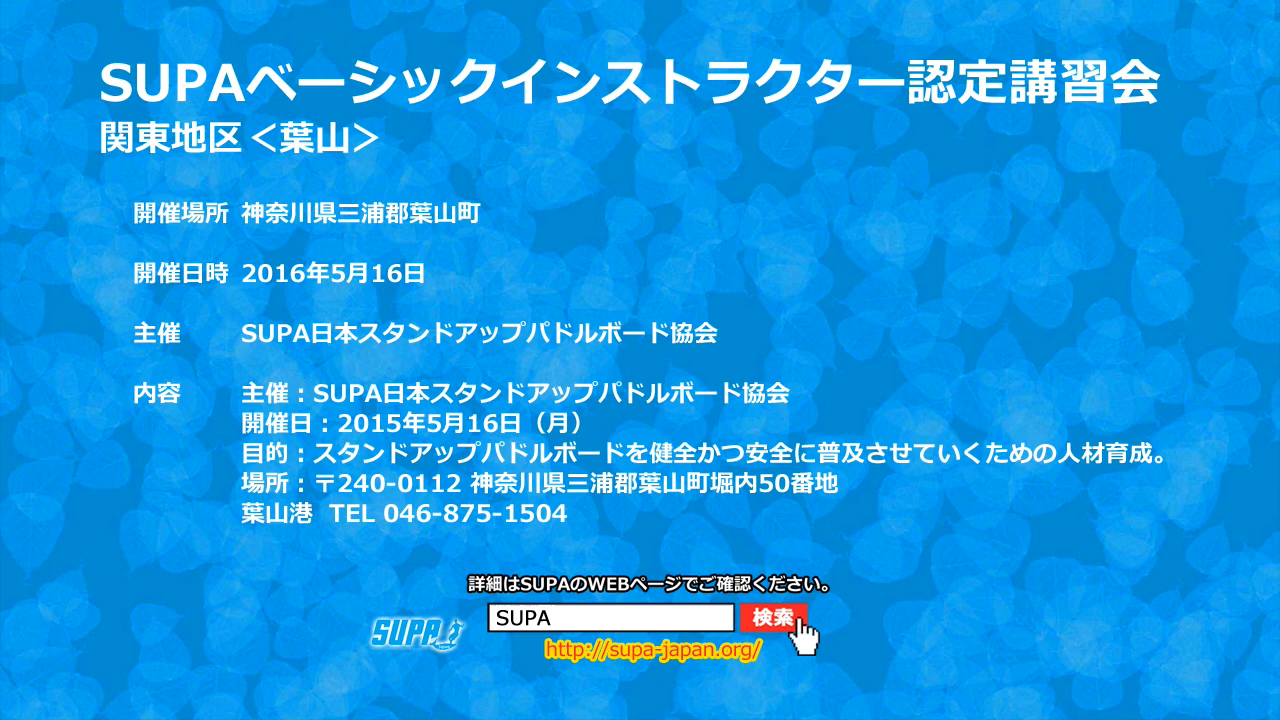 SUPAベーシックインストラクター認定講習会
関東地区＜葉山＞
開催場所 神奈川県三浦郡葉山町
開催日時 2016年5月16日
主催 SUPA日本スタンドアップパドルボード協会
内容 主催：SUPA日本スタンドアップパドルボード協会
開催日：2015年5月16日（月）
目的：スタンドアップパドルボードを健全かつ安全に普及させていくための人材育成。
場所：〒240-0112 神奈川県三浦郡葉山町堀内50番地
葉山港 TEL 046-875-1504
詳細はSUPAのWEBページでご確認ください。
SUPA SUPA 検索
http://supa-japan.org/